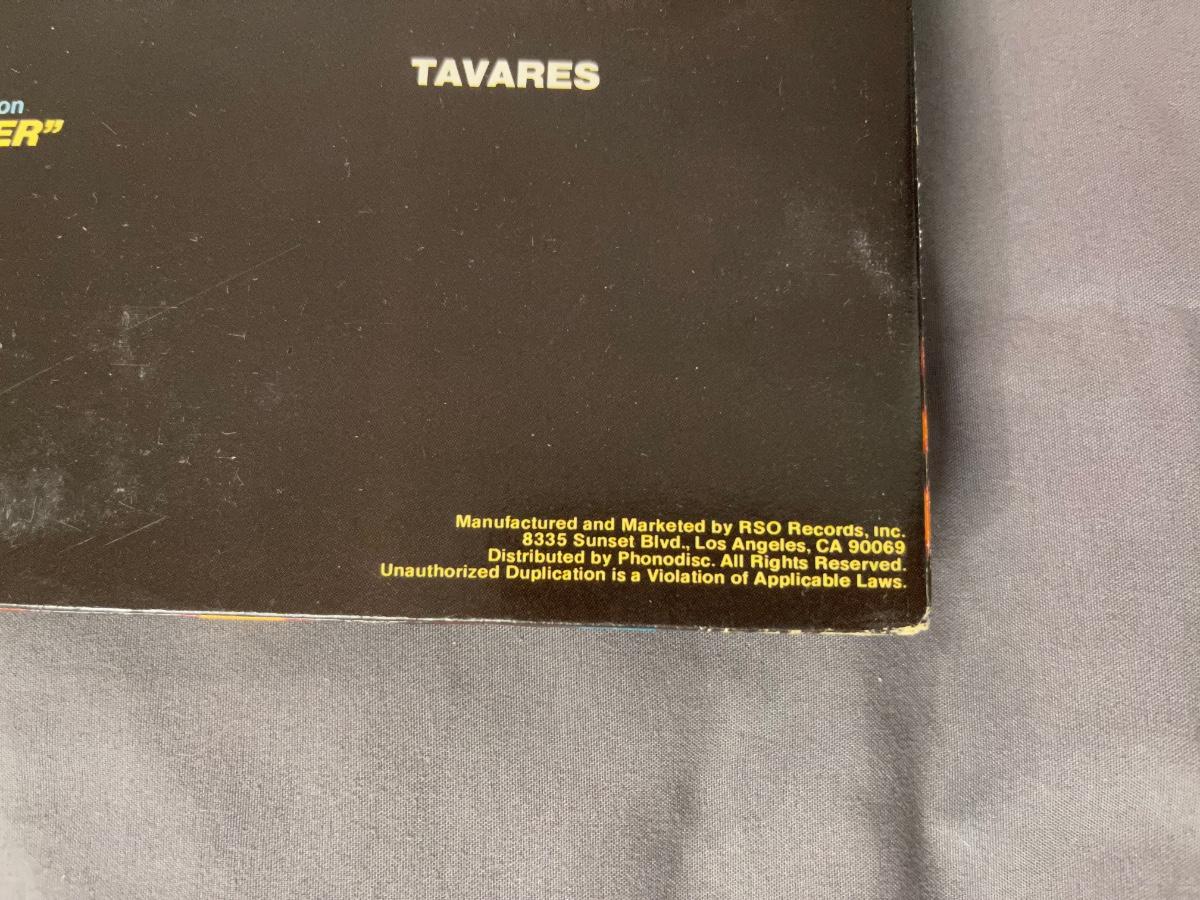 TAVARES
on
ER”
Manufactured and Marketed by RSO Records, Inc.
8335 Sunset Blvd., Los Angeles, CA 90069
Distributed by Phonodisc. All Rights Reserved.
Unauthorized Duplication is a Violation of Applicable Laws.